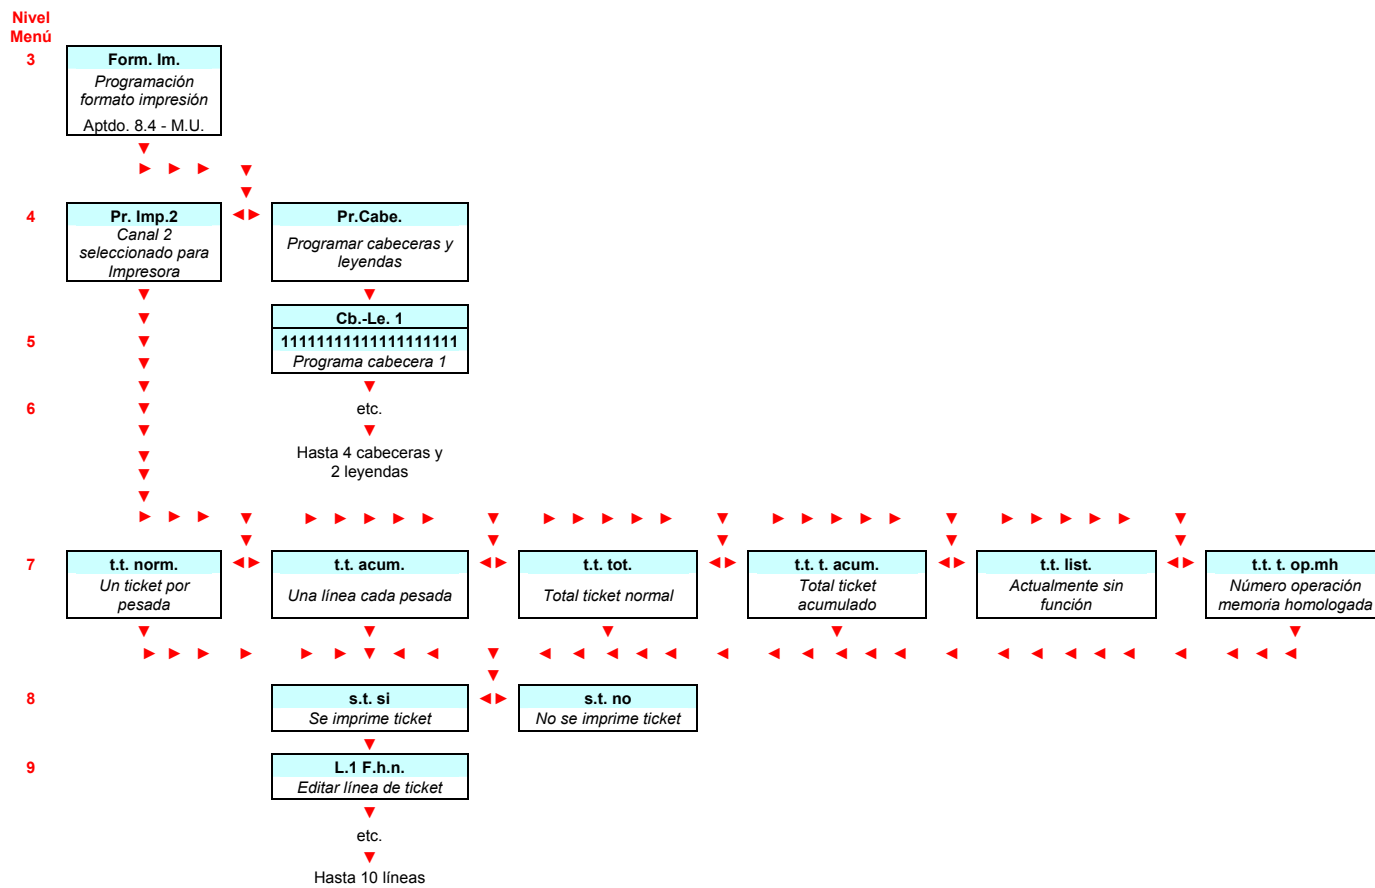 Nivel
Menú
3
Form. Im.
Programación
formato impresión
Aptdo. 8.4 - M.U.
4
Pr. Imp.2
Canal 2
seleccionado para
Impresora
Pr.Cabe.
Programar cabeceras y
leyendas
Cb.-Le. 1
5
11111111111111111111
Programa cabecera 1
6
etc.
Hasta 4 cabeceras y
2 leyendas
7
t.t. norm.
Un ticket por
pesada
t.t. acum.
Una línea cada pesada
t.t. tot.
Total ticket normal
t.t. t. acum.
Total ticket
acumulado
t.t. list.
Actualmente sin
función
t.t. t. op.mh
Número operación
memoria homologada
8
s.t. si
Se imprime ticket
s.t. no
No se imprime ticket
9
L.1 F.h.n.
Editar línea de ticket
etc.
Hasta 10 líneas